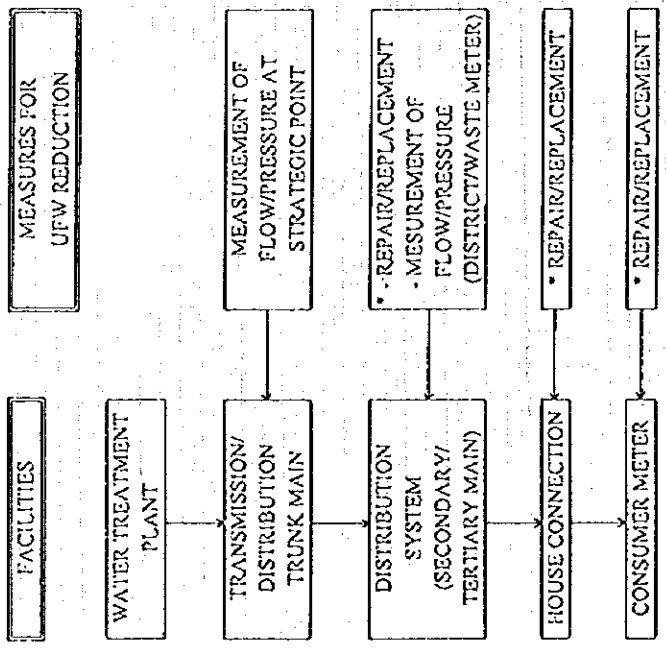 FACILITIES
MEASURES FOR
UFW REDUCTION
WATER TREATMENT
PLANT
TRANSMISSION/
DISTRIBUTION
TRUNK MAIN
MEASUREMENT OF
FLOW/PRESSURE AT
STRATEGIC POINT
DISTRIBUTION
SYSTEM
(SECONDARY/
TERTIARY MAIN)
* - REPAIR/REPLACEMENT
- MESUREMENT OF
FLOW/PRESSURE
(DISTRICT/WASTE METER)
HOUSE CONNECTION
* REPAIR/REPLACEMENT
CONSUMER METER
* REPAIR/REPLACEMENT